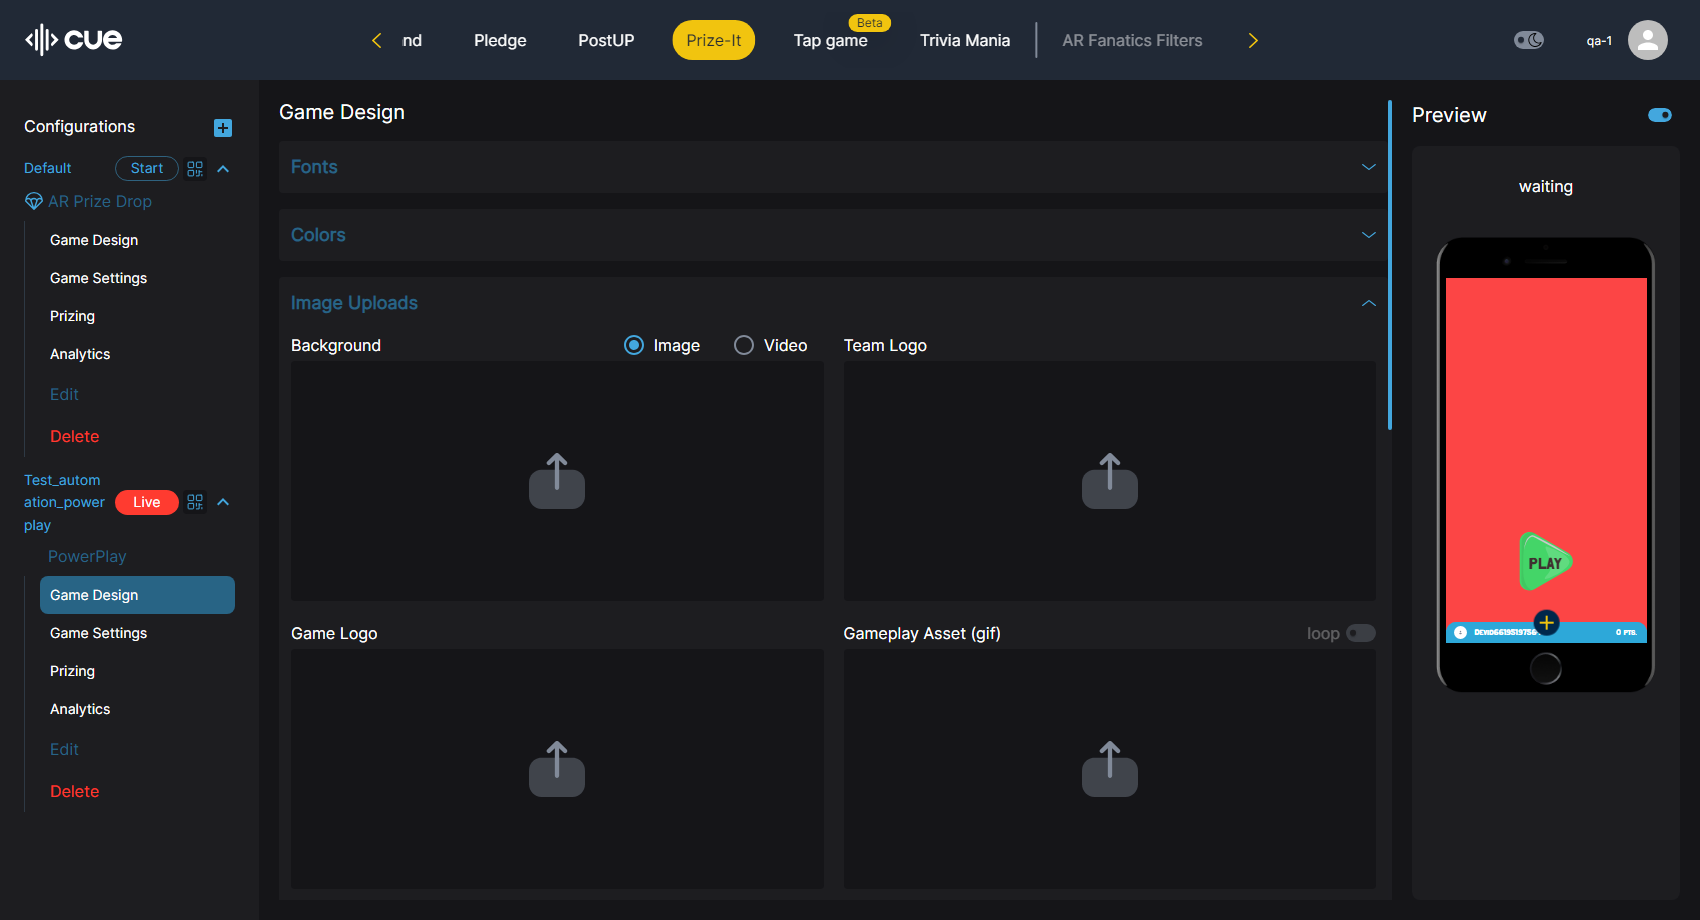 cue
nd
Pledge
PostUP
Prize-It
Beta
Tap game
Trivia Mania
AR Fanatics Filters
qa-1
Configurations
Default
Start
AR Prize Drop
Game Design
Game Settings
Prizing
Analytics
Edit
Delete
Test_autom
ation_power
play
Live
PowerPlay
Game Design
Game Settings
Prizing
Analytics
Edit
Delete
Game Design
Fonts
Colors
Image Uploads
Background
Image
Video
Team Logo
Game Logo
Gameplay Asset (gif)
loop
Preview
waiting
PLAY
0 PTS.